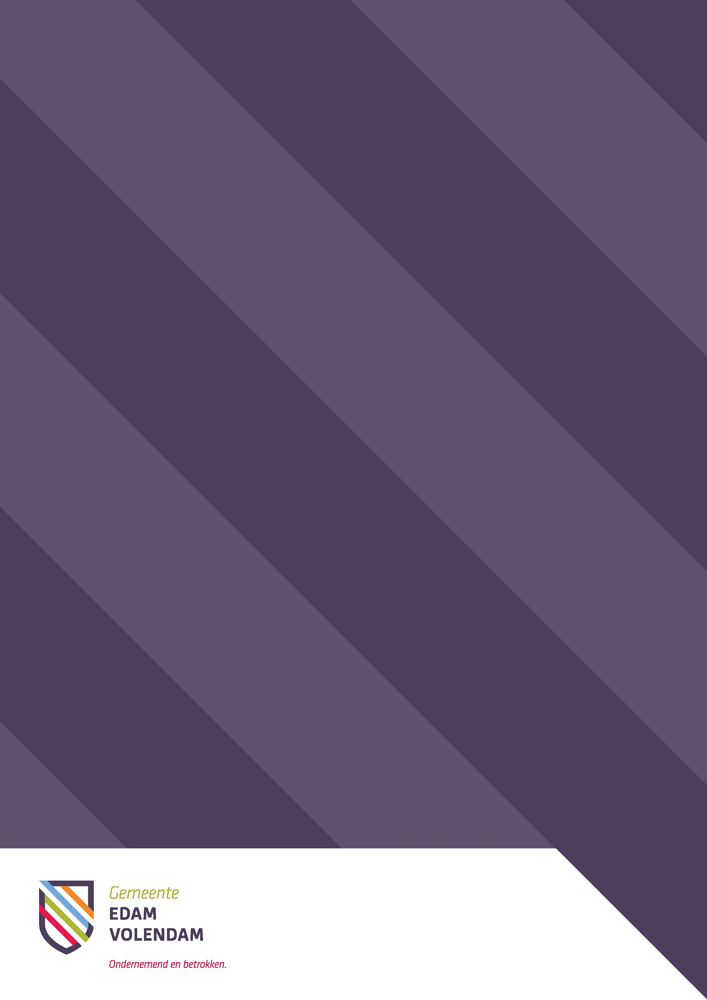 Gemeente
EDAM
VOLENDAM
Ondernemend en betrokken.